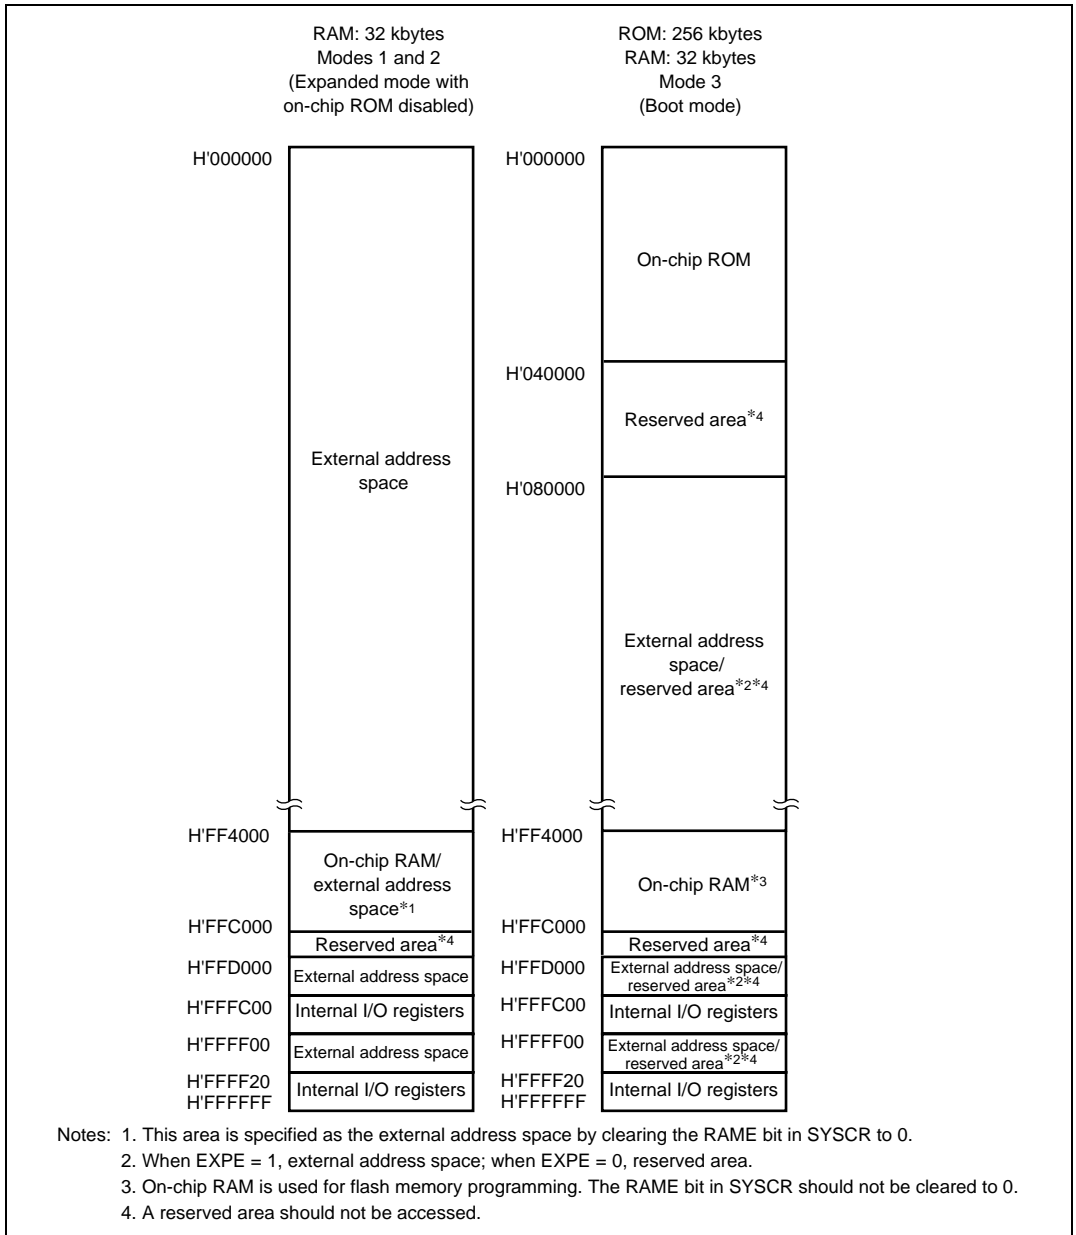 RAM: 32 kbytes
Modes 1 and 2
(Expanded mode with
on-chip ROM disabled)
H'000000
External address
space
H'FF4000
On-chip RAM/
external address
space*1
H'FFC000
Reserved area*4
H'FFD000
External address space
H'FFFC00
Internal I/O registers
H'FFFF00
External address space
H'FFFF20
Internal I/O registers
H'FFFFFF
ROM: 256 kbytes
RAM: 32 kbytes
Mode 3
(Boot mode)
H'000000
On-chip ROM
H'040000
Reserved area*4
H'080000
External address
space/
reserved area*2*4
H'FF4000
On-chip RAM*3
H'FFC000
Reserved area*4
H'FFD000
External address space/
reserved area*2*4
H'FFFC00
Internal I/O registers
H'FFFF00
External address space/
reserved area*2*4
H'FFFF20
Internal I/O registers
H'FFFFFF
Notes: 1. This area is specified as the external address space by clearing the RAME bit in SYSCR to 0.
2. When EXPE = 1, external address space; when EXPE = 0, reserved area.
3. On-chip RAM is used for flash memory programming. The RAME bit in SYSCR should not be cleared to 0.
4. A reserved area should not be accessed.